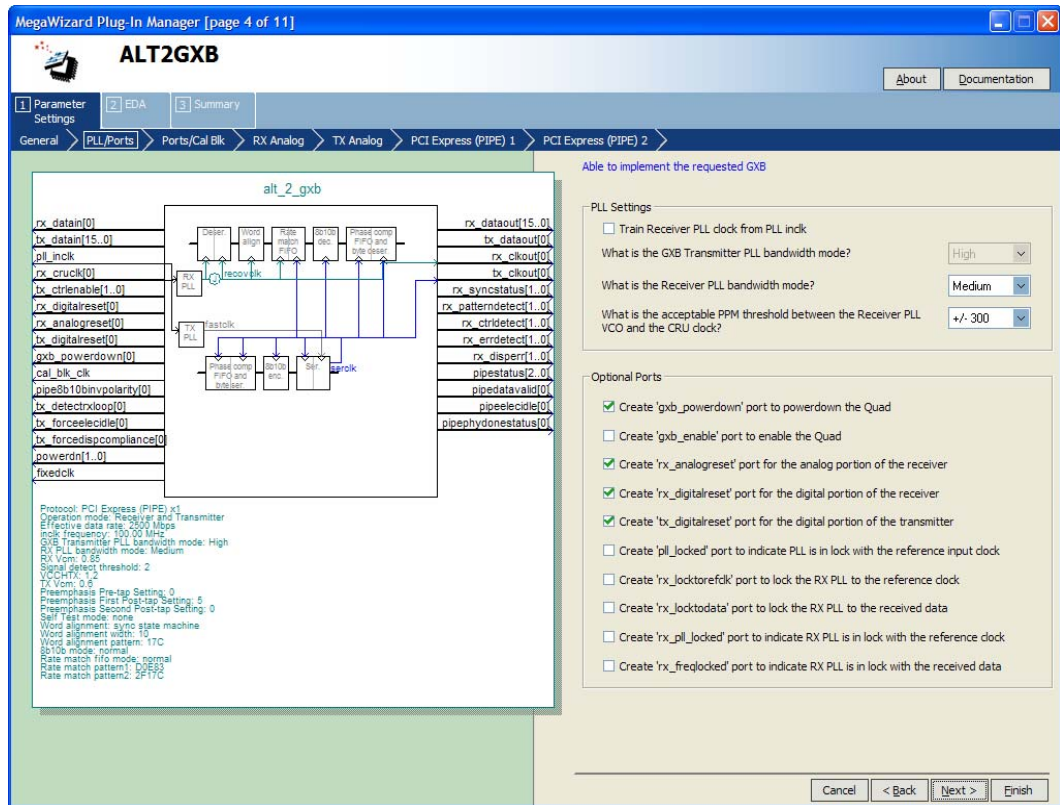 MegaWizard Plug-In Manager [page 4 of 11]
ALT2GXB
About
Documentation
1 Parameter Settings
2 EDA
3 Summary
General
PLL/Ports
Ports/Cal Blk
RX Analog
TX Analog
PCI Express (PIPE) 1
PCI Express (PIPE) 2
alt_2_gxb
rx_datain[0]
tx_datain[15..0]
pll_inclk
rx_cruclk[0]
tx_ctrlenable[1..0]
rx_digitalreset[0]
rx_analogreset[0]
tx_digitalreset[0]
gxb_powerdown[0]
cal_blk_clk
pipe8b10binvpolarity[0]
tx_detectrxloop[0]
tx_forceelecidle[0]
tx_forcedispcompliance[0]
powerdn[1..0]
fixedclk
Deser.
Word align
Rate match FIFO
8b10b dec.
Phase comp FIFO and byte deser.
RX PLL
recovclk
TX PLL
fastclk
Phase comp FIFO and byte ser.
8b10b enc.
Ser.
serclk
rx_dataout[15..0]
tx_dataout[0]
rx_clkout[0]
tx_clkout[0]
rx_syncstatus[1..0]
rx_patterndetect[1..0]
rx_ctrldetect[1..0]
rx_errdetect[1..0]
rx_disperr[1..0]
pipestatus[2..0]
pipedatavalid[0]
pipeelecidle[0]
pipephydonestatus[0]
Protocol: PCI Express (PIPE) x1
Operation mode: Receiver and Transmitter
Effective data rate: 2500 Mbps
inclk frequency: 100.00 MHz
GXB Transmitter PLL bandwidth mode: High
RX PLL bandwidth mode: Medium
RX Vcm: 0.85
Signal detect threshold: 2
VCCHTX: 1.2
TX Vcm: 0.6
Preemphasis Pre-tap Setting: 0
Preemphasis First Post-tap Setting: 5
Preemphasis Second Post-tap Setting: 0
Self Test mode: none
Word alignment: sync state machine
Word alignment width: 10
Word alignment pattern: 17C
8b10b mode: normal
Rate match fifo mode: normal
Rate match pattern1: D0E83
Rate match pattern2: 2F17C
Able to implement the requested GXB
PLL Settings
Train Receiver PLL clock from PLL inclk
What is the GXB Transmitter PLL bandwidth mode?
High
What is the Receiver PLL bandwidth mode?
Medium
What is the acceptable PPM threshold between the Receiver PLL
VCO and the CRU clock?
+/- 300
Optional Ports
Create 'gxb_powerdown' port to powerdown the Quad
Create 'gxb_enable' port to enable the Quad
Create 'rx_analogreset' port for the analog portion of the receiver
Create 'rx_digitalreset' port for the digital portion of the receiver
Create 'tx_digitalreset' port for the digital portion of the transmitter
Create 'pll_locked' port to indicate PLL is in lock with the reference input clock
Create 'rx_locktorefclk' port to lock the RX PLL to the reference clock
Create 'rx_locktodata' port to lock the RX PLL to the received data
Create 'rx_pll_locked' port to indicate RX PLL is in lock with the reference clock
Create 'rx_freqlocked' port to indicate RX PLL is in lock with the received data
Cancel
< Back
Next >
Finish